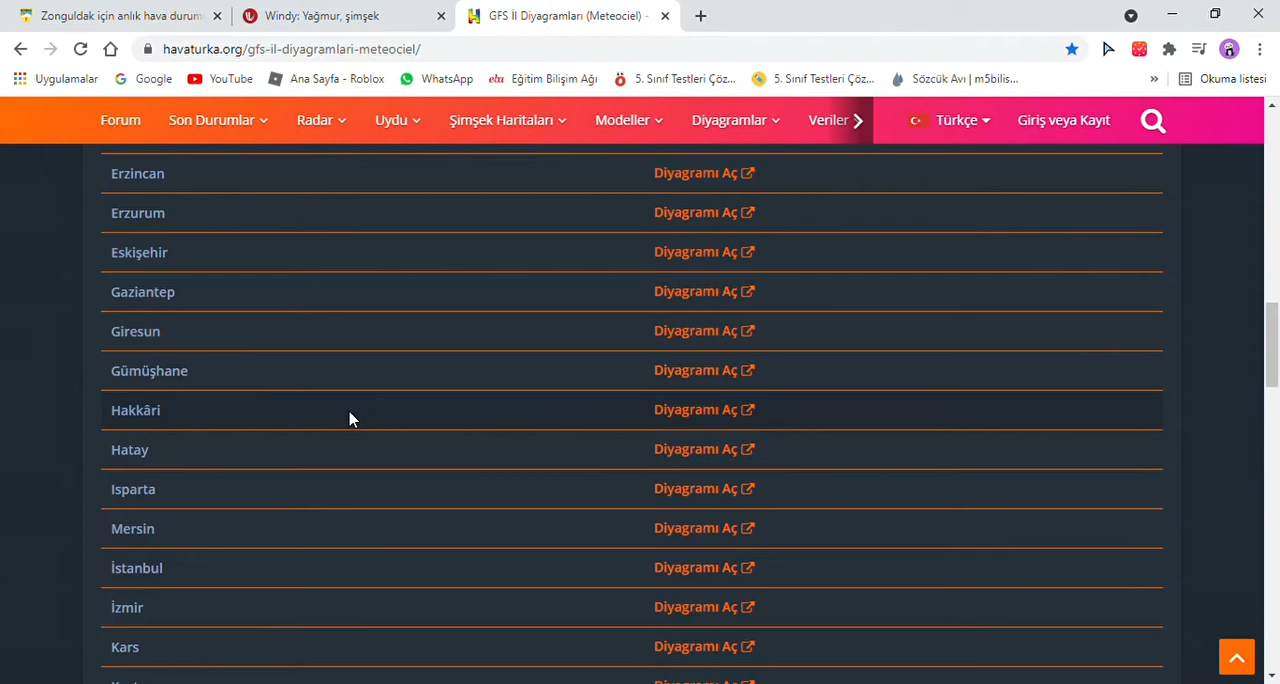 Zonguldak için anlık hava durum
Windy: Yağmur, şimşek
GFS İl Diyagramları (Meteociel) -
havaturka.org/gfs-il-diyagramlari-meteociel/
Uygulamalar
Google
YouTube
Ana Sayfa - Roblox
WhatsApp
eba Eğitim Bilişim Ağı
5. Sınıf Testleri Çöz...
5. Sınıf Testleri Çöz...
Sözcük Avı | m5bilis...
»
Okuma listesi
Forum
Son Durumlar
Radar
Uydu
Şimşek Haritaları
Modeller
Diyagramlar
Veriler
Türkçe
Giriş veya Kayıt
Erzincan Diyagramı Aç
Erzurum Diyagramı Aç
Eskişehir Diyagramı Aç
Gaziantep Diyagramı Aç
Giresun Diyagramı Aç
Gümüşhane Diyagramı Aç
Hakkâri Diyagramı Aç
Hatay Diyagramı Aç
Isparta Diyagramı Aç
Mersin Diyagramı Aç
İstanbul Diyagramı Aç
İzmir Diyagramı Aç
Kars Diyagramı Aç